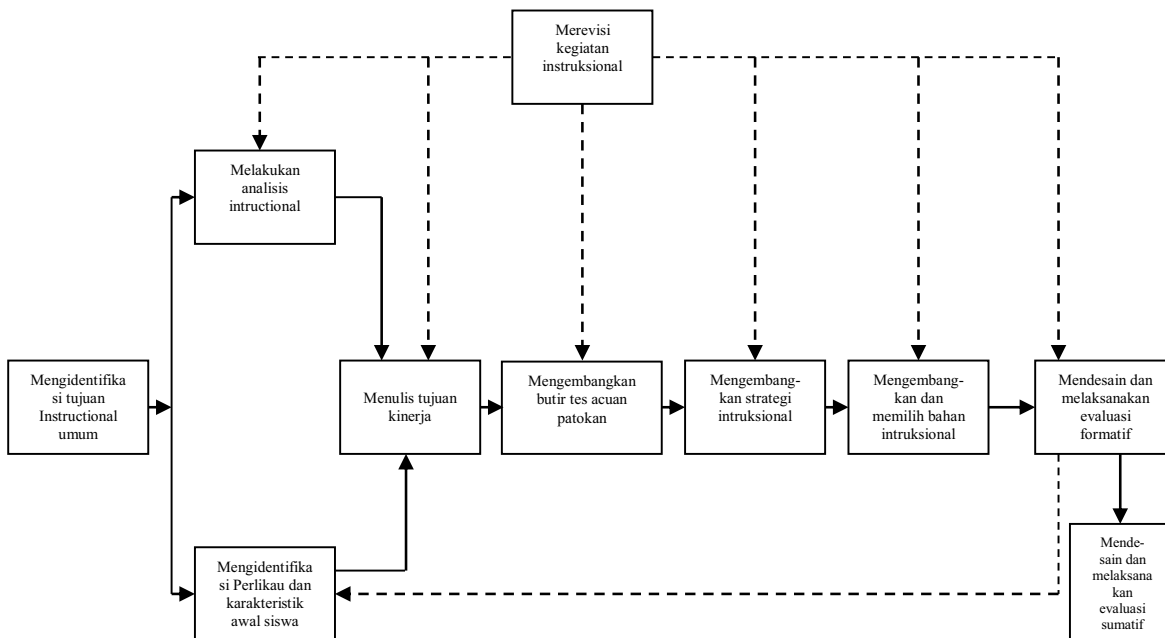 Merevisi
kegiatan
instruksional
Melakukan
analisis
intructional
Mengidentifika
si tujuan
Instructional
umum
Menulis tujuan
kinerja
Mengembangkan
butir tes acuan
patokan
Mengembang-
kan strategi
intruksional
Mengembang-
kan dan
memilih bahan
intruksional
Mendesain dan
melaksanakan
evaluasi
formatif
Mengidentifika
si Perlikau dan
karakteristik
awal siswa
Mende-
sain dan
melaksana
kan
evaluasi
sumatif